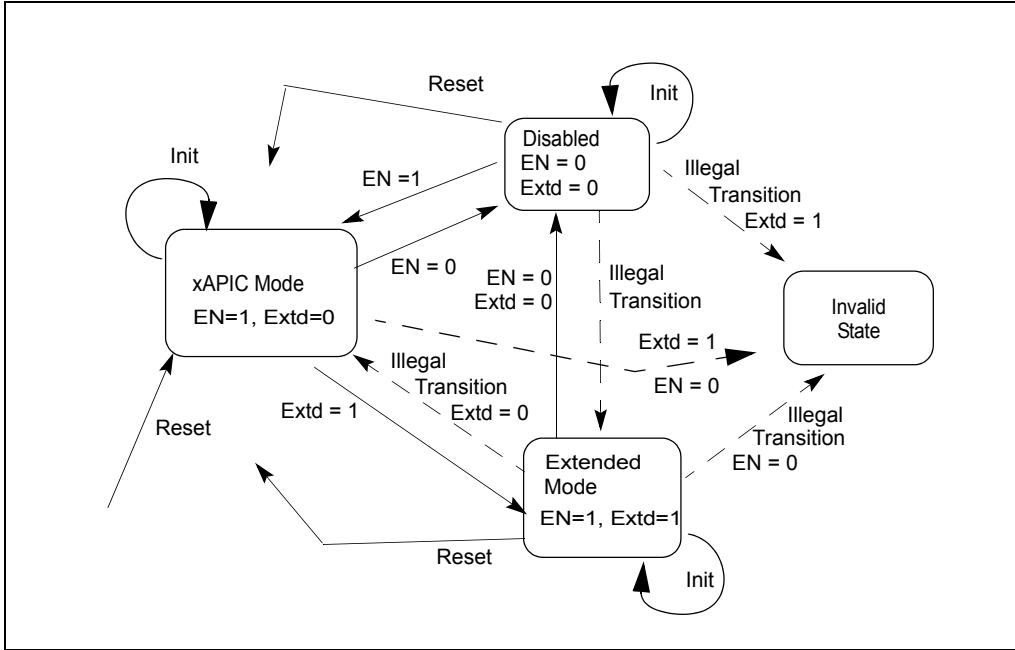 Reset
Init
Disabled
EN = 0
Extd = 0
Illegal
Transition
Extd = 1
Init
EN =1
EN = 0
xAPIC Mode
EN=1, Extd=0
EN = 0
Extd = 0
Illegal
Transition
Invalid
State
Extd = 1
EN = 0
Illegal
Transition
Extd = 0
Extd = 1
Reset
Illegal
Transition
EN = 0
Extended
Mode
EN=1, Extd=1
Reset
Init